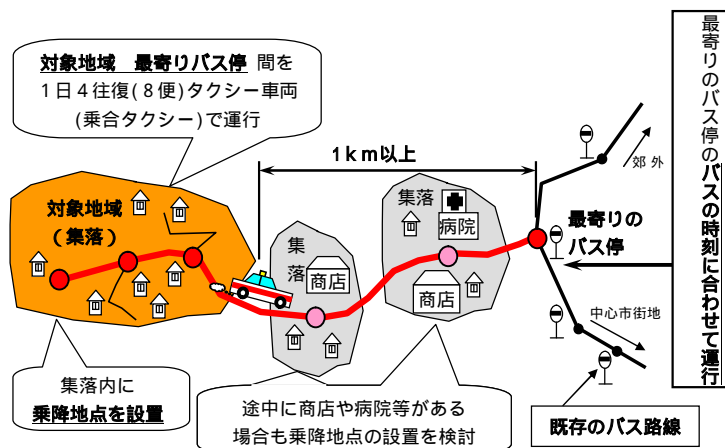 対象地域　最寄りバス停 間を
1日4往復(8便)タクシー車両
(乗合タクシー)で運行
1km以上
最寄りのバス停のバスの時刻に合わせて運行
郊外
対象地域
(集落)
集落
病院
商店
集落
商店
最寄りの
バス停
中心市街地
集落内に
乗降地点を設置
途中に商店や病院等がある
場合も乗降地点の設置を検討
既存のバス路線